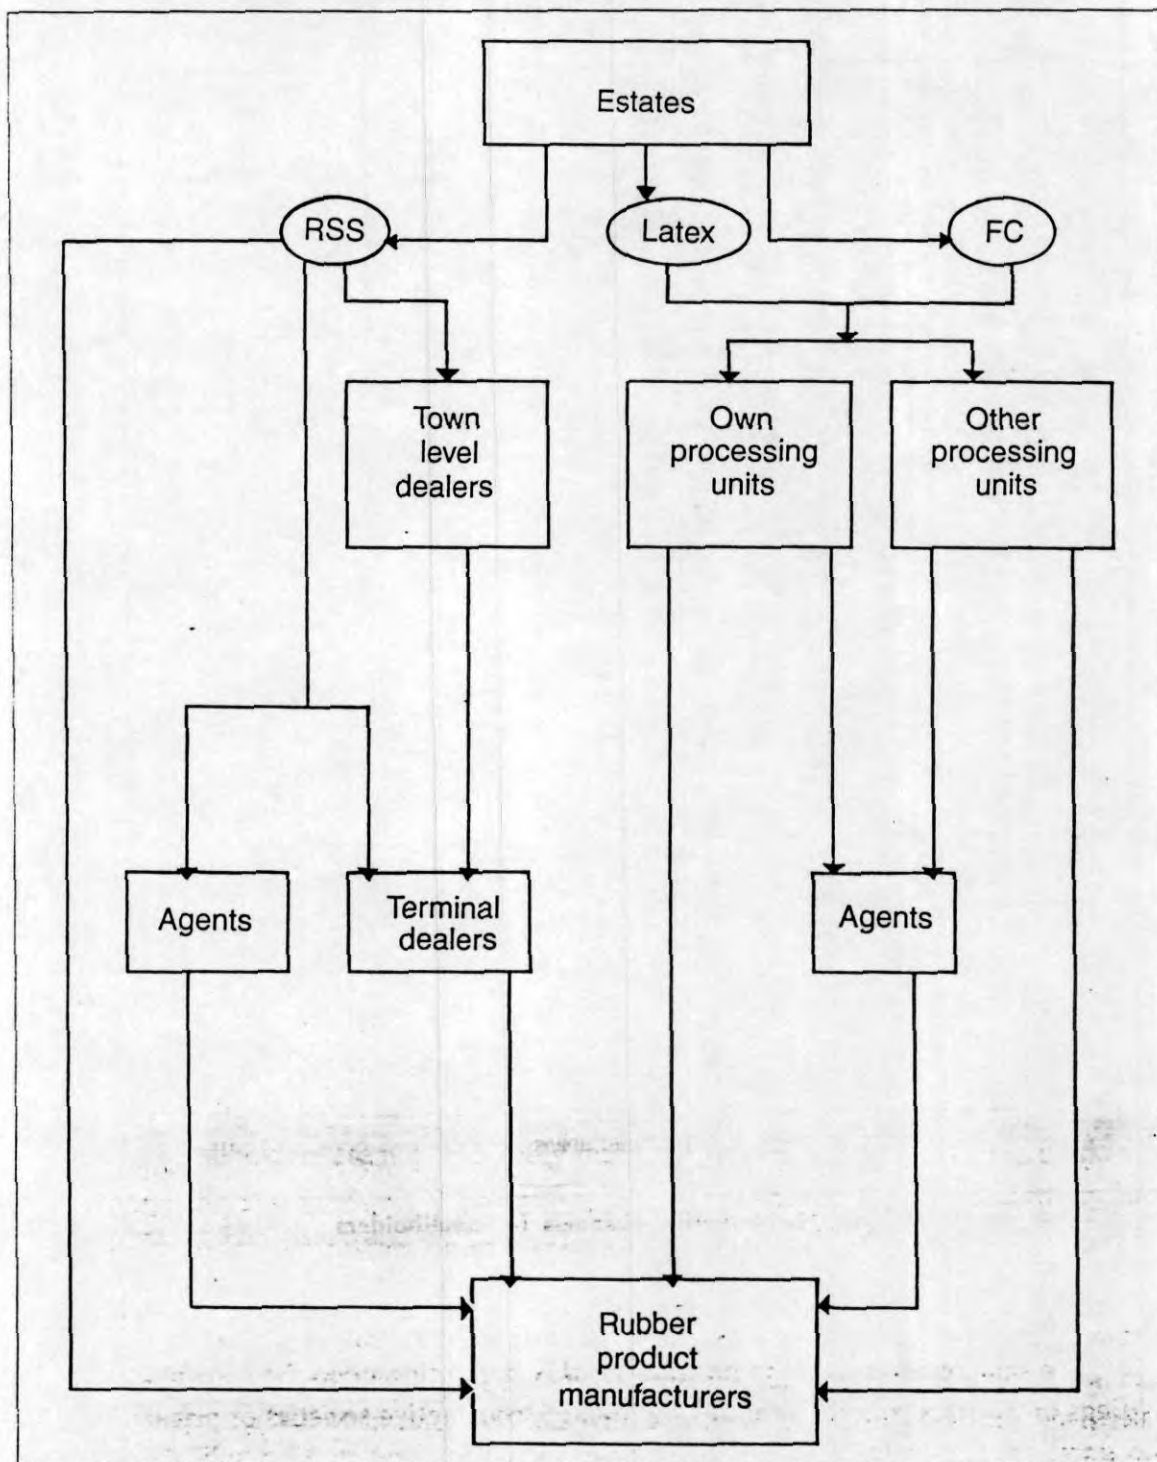 Estates
RSS
Latex
FC
Town
level
dealers
Own
processing
units
Other
processing
units
Agents
Terminal
dealers
Agents
Rubber
product
manufacturers